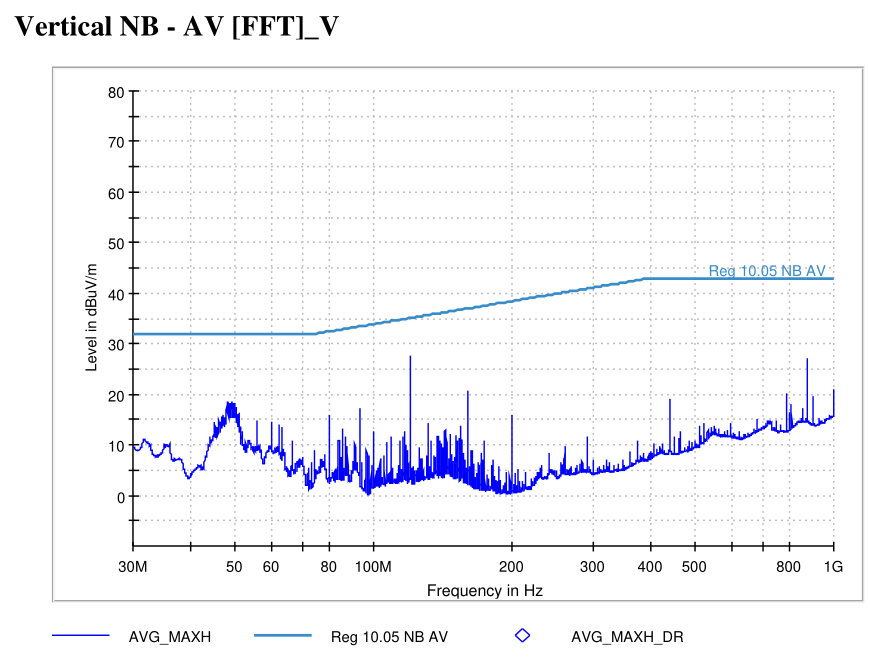 Vertical NB - AV [FFT]_V
80
70
60
50
40
30
20
10
0
Level in dBuV/m
Reg 10.05 NB AV
30M 50 60 80 100M 200 300 400 500 800 1G
Frequency in Hz
AVG_MAXH Reg 10.05 NB AV AVG_MAXH_DR